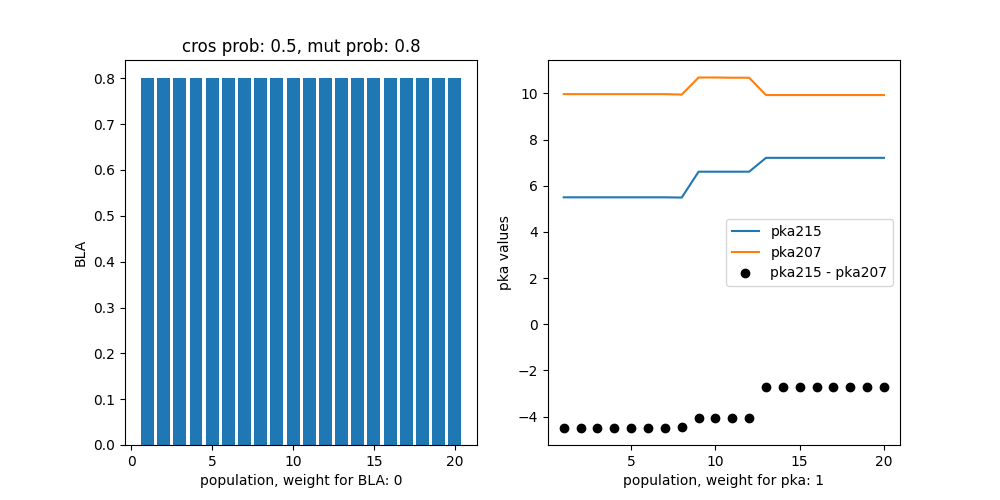 cros prob: 0.5, mut prob: 0.8
BLA
0.8
0.7
0.6
0.5
0.4
0.3
0.2
0.1
0.0
0 5 10 15 20
population, weight for BLA: 0
pka values
10
8
6
4
2
0
−2
−4
pka215
pka207
pka215 - pka207
5 10 15 20
population, weight for pka: 1